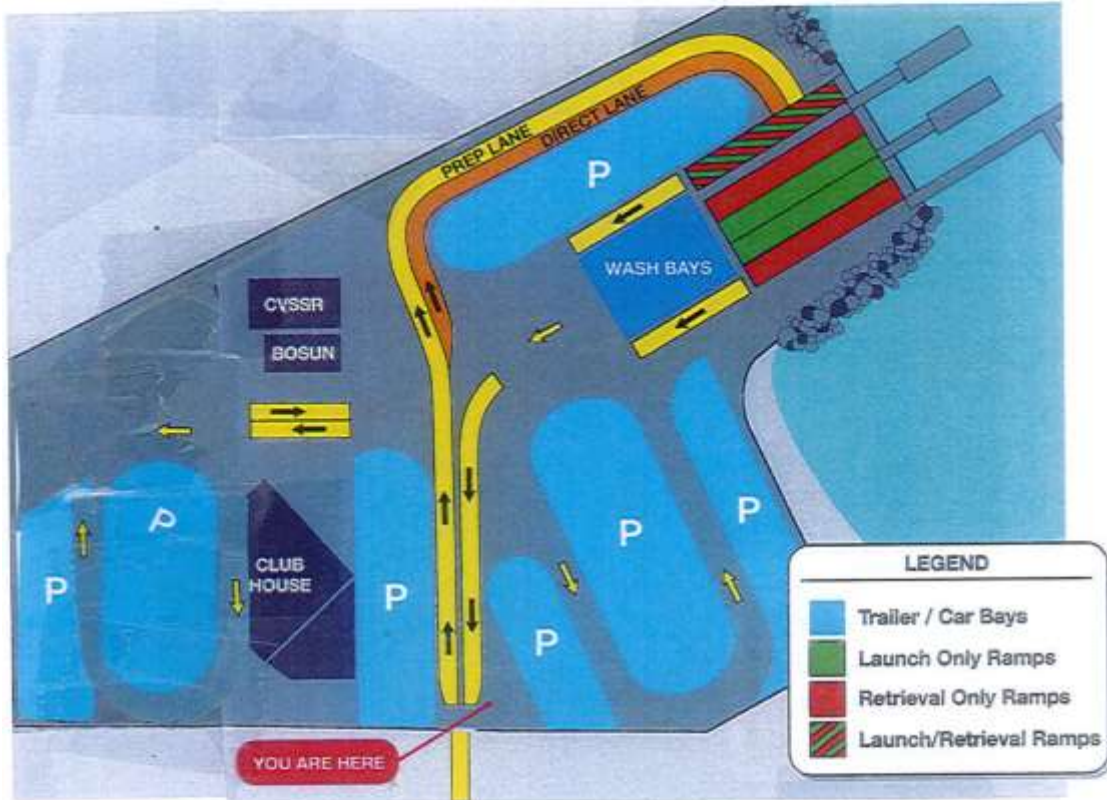 PREP LANE
DIRECT LANE
P
WASH BAYS
CVSSR
BOSUN
P
P
P
P
CLUB
HOUSE
P
P
YOU ARE HERE
LEGEND
Trailer / Car Bays
Launch Only Ramps
Retrieval Only Ramps
Launch/Retrieval Ramps